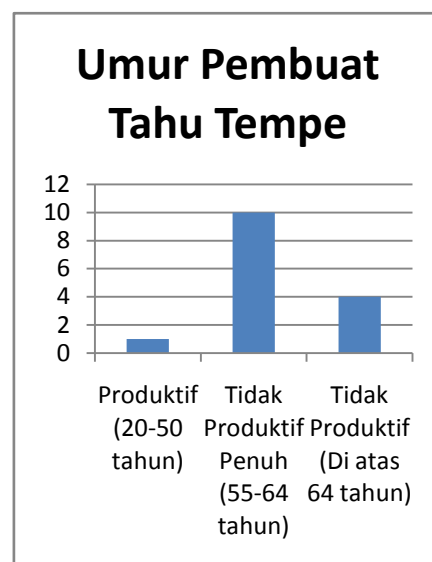 Umur Pembuat
Tahu Tempe
12
10
8
6
4
2
0
Produktif
(20-50
tahun)
Tidak
Produktif
Penuh
(55-64
tahun)
Tidak
Produktif
(Di atas
64 tahun)